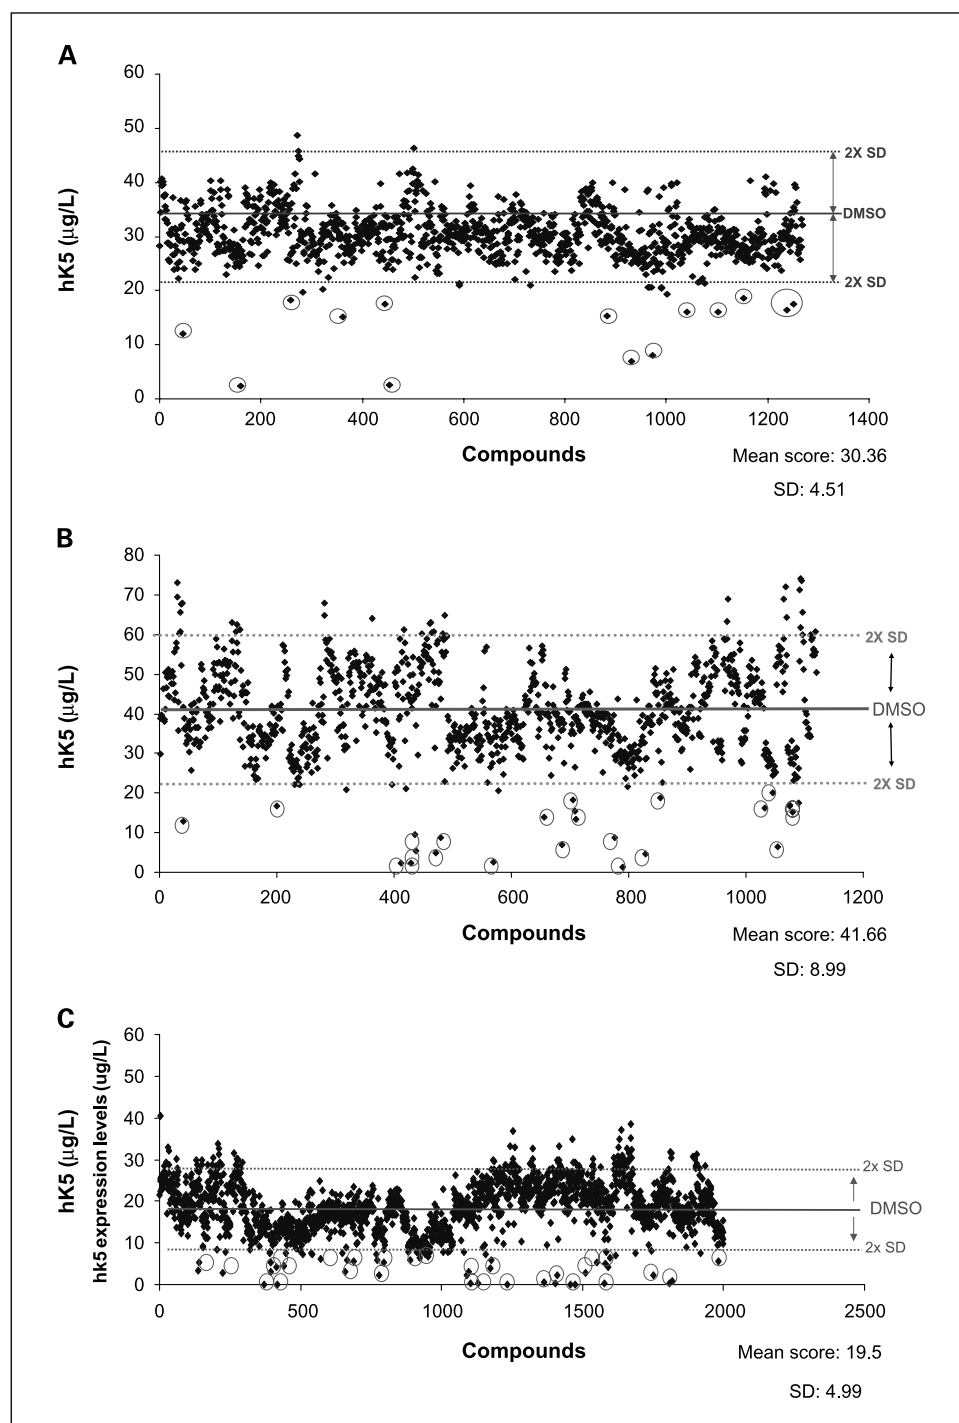 A
60
50
40
30
20
10
0
hK5 (µg/L)
2X SD
DMSO
2X SD
0 200 400 600 800 1000 1200 1400
Compounds
Mean score: 30.36
SD: 4.51
B
80
70
60
50
40
30
20
10
0
hK5 (µg/L)
2X SD
DMSO
2X SD
0 200 400 600 800 1000 1200
Compounds
Mean score: 41.66
SD: 8.99
C
60
50
40
30
20
10
0
hK5 (µg/L)
hk5 expression levels (ug/L)
2x SD
DMSO
2x SD
0 500 1000 1500 2000 2500
Compounds
Mean score: 19.5
SD: 4.99